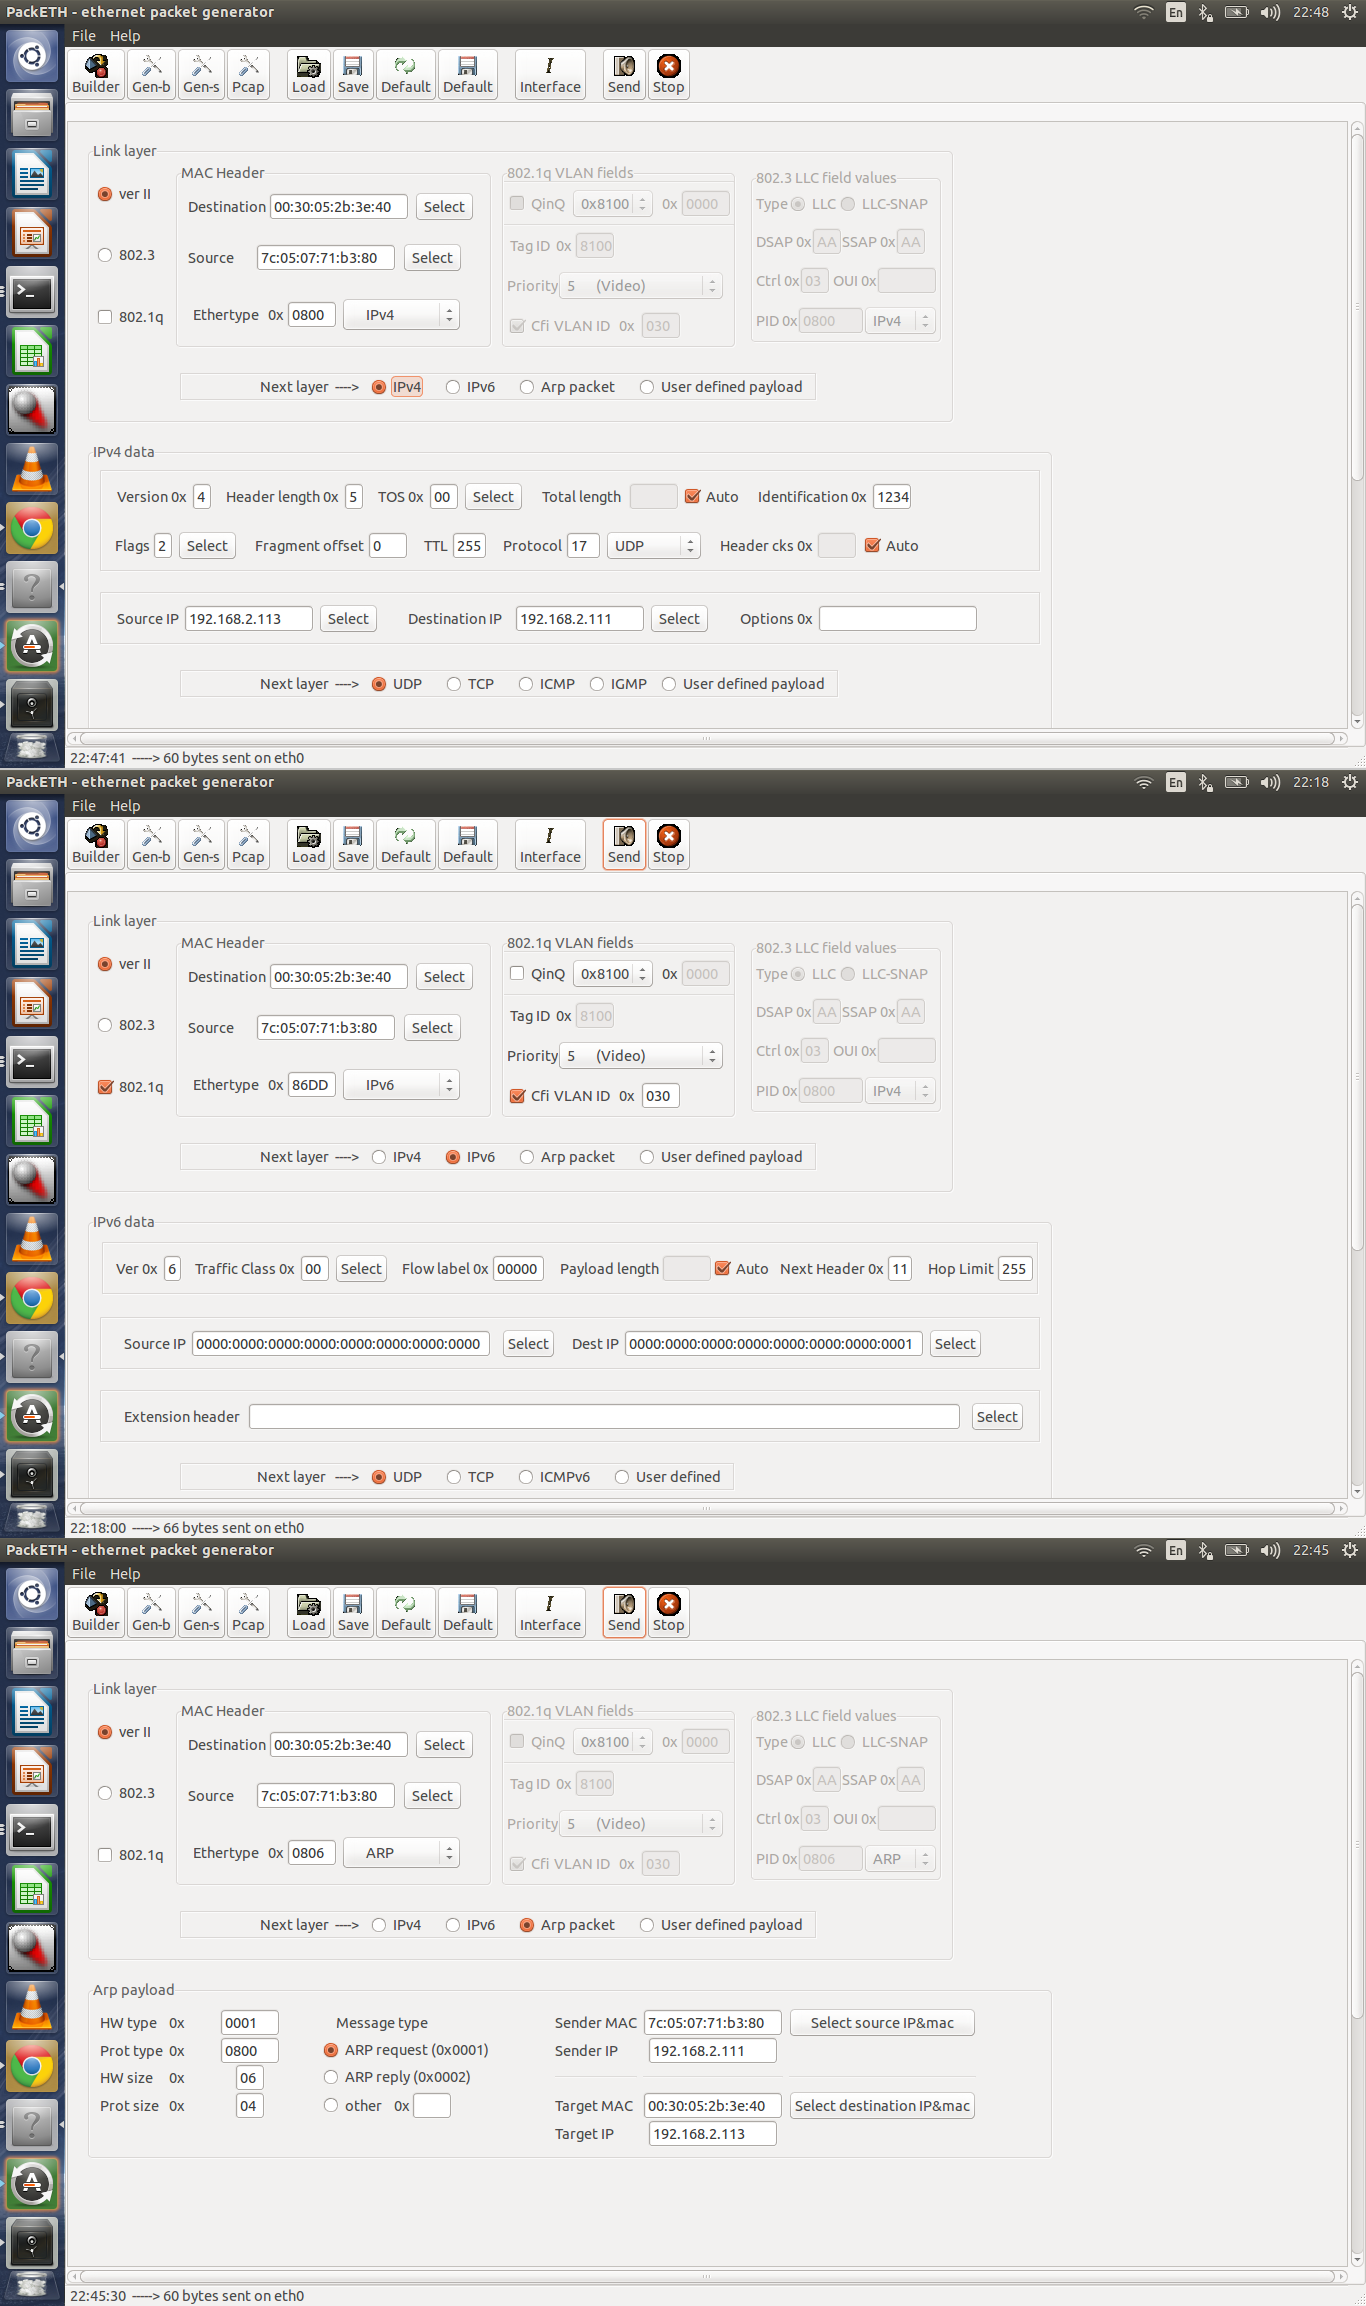 PackETH - ethernet packet generator En 22:48
File Help
Builder Gen-b Gen-s Pcap Load Save Default Default Interface Send Stop
Link layer
MAC Header 802.1q VLAN fields 802.3 LLC field values
ver II Destination 00:30:05:2b:3e:40 Select QinQ 0x8100 0x 0000 Type LLC LLC-SNAP
Tag ID 0x 8100 DSAP 0x AA SSAP 0x AA
802.3 Source 7c:05:07:71:b3:80 Select Priority 5 (Video) Ctrl 0x 03 OUI 0x
802.1q Ethertype 0x 0800 IPv4 Cfi VLAN ID 0x 030 PID 0x 0800 IPv4
Next layer ----> IPv4 IPv6 Arp packet User defined payload
IPv4 data
Version 0x 4 Header length 0x 5 TOS 0x 00 Select Total length Auto Identification 0x 1234
Flags 2 Select Fragment offset 0 TTL 255 Protocol 17 UDP Header cks 0x Auto
Source IP 192.168.2.113 Select Destination IP 192.168.2.111 Select Options 0x
Next layer ----> UDP TCP ICMP IGMP User defined payload
22:47:41 -----> 60 bytes sent on eth0
PackETH - ethernet packet generator En 22:18
File Help
Builder Gen-b Gen-s Pcap Load Save Default Default Interface Send Stop
Link layer
MAC Header 802.1q VLAN fields 802.3 LLC field values
ver II Destination 00:30:05:2b:3e:40 Select QinQ 0x8100 0x 0000 Type LLC LLC-SNAP
Tag ID 0x 8100 DSAP 0x AA SSAP 0x AA
802.3 Source 7c:05:07:71:b3:80 Select Priority 5 (Video) Ctrl 0x 03 OUI 0x
802.1q Ethertype 0x 86DD IPv6 Cfi VLAN ID 0x 030 PID 0x 0800 IPv4
Next layer ----> IPv4 IPv6 Arp packet User defined payload
IPv6 data
Ver 0x 6 Traffic Class 0x 00 Select Flow label 0x 00000 Payload length Auto Next Header 0x 11 Hop Limit 255
Source IP 0000:0000:0000:0000:0000:0000:0000:0000 Select Dest IP 0000:0000:0000:0000:0000:0000:0000:0001 Select
Extension header Select
Next layer ----> UDP TCP ICMPv6 User defined
22:18:00 -----> 66 bytes sent on eth0
PackETH - ethernet packet generator En 22:45
File Help
Builder Gen-b Gen-s Pcap Load Save Default Default Interface Send Stop
Link layer
MAC Header 802.1q VLAN fields 802.3 LLC field values
ver II Destination 00:30:05:2b:3e:40 Select QinQ 0x8100 0x 0000 Type LLC LLC-SNAP
Tag ID 0x 8100 DSAP 0x AA SSAP 0x AA
802.3 Source 7c:05:07:71:b3:80 Select Priority 5 (Video) Ctrl 0x 03 OUI 0x
802.1q Ethertype 0x 0806 ARP Cfi VLAN ID 0x 030 PID 0x 0806 ARP
Next layer ----> IPv4 IPv6 Arp packet User defined payload
Arp payload
HW type 0x 0001 Message type Sender MAC 7c:05:07:71:b3:80 Select source IP&mac
Prot type 0x 0800 ARP request (0x0001) Sender IP 192.168.2.111
HW size 0x 06 ARP reply (0x0002)
Prot size 0x 04 other 0x Target MAC 00:30:05:2b:3e:40 Select destination IP&mac
Target IP 192.168.2.113
22:45:30 -----> 60 bytes sent on eth0